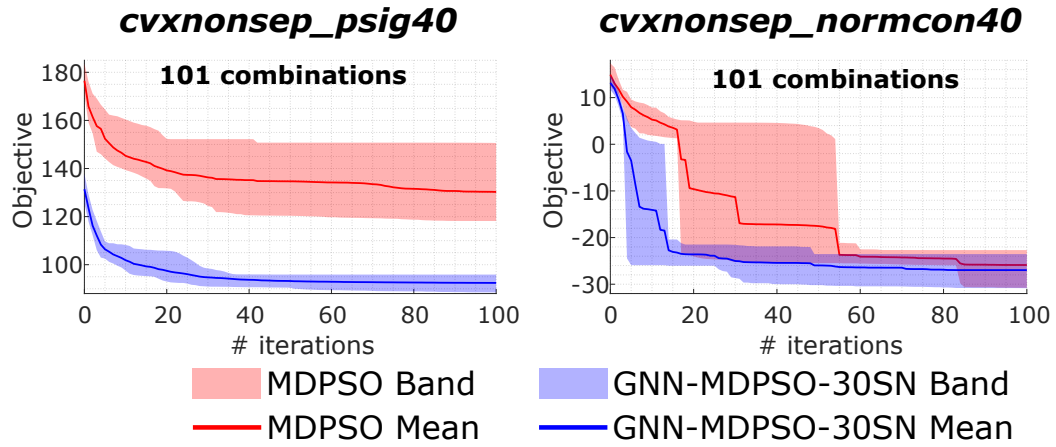 cvxnonsep_psig40
cvxnonsep_normcon40
101 combinations
180
160
140
120
100
Objective
0
20
40
60
80
100
# iterations
101 combinations
10
0
-10
-20
-30
Objective
0
20
40
60
80
100
# iterations
MDPSO Band
GNN-MDPSO-30SN Band
MDPSO Mean
GNN-MDPSO-30SN Mean